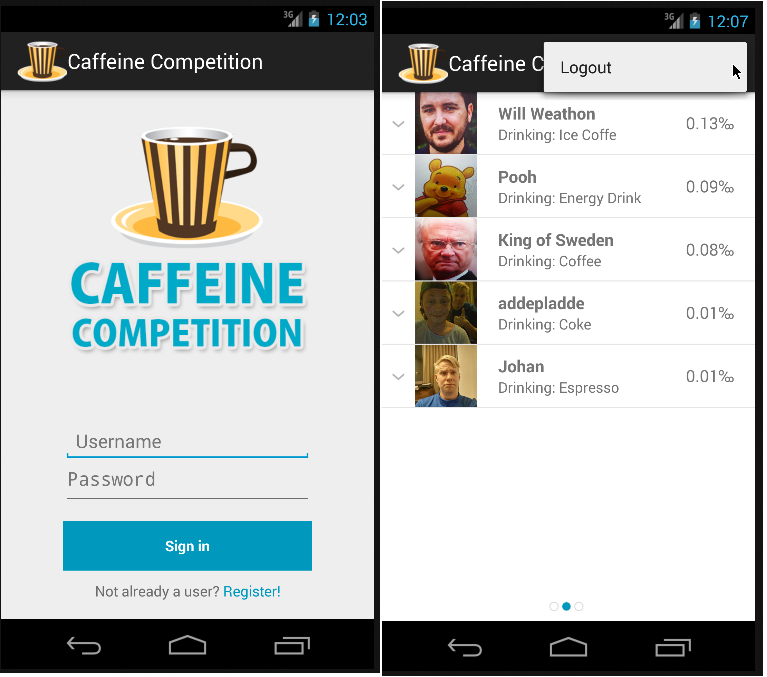 3G 12:03
Caffeine Competition
CAFFEINE
COMPETITION
Username
Password
Sign in
Not already a user? Register!
3G 12:07
Caffeine C
Logout
Will Weathon
Drinking: Ice Coffe
0.13‰
Pooh
Drinking: Energy Drink
0.09‰
King of Sweden
Drinking: Coffee
0.08‰
addepladde
Drinking: Coke
0.01‰
Johan
Drinking: Espresso
0.01‰